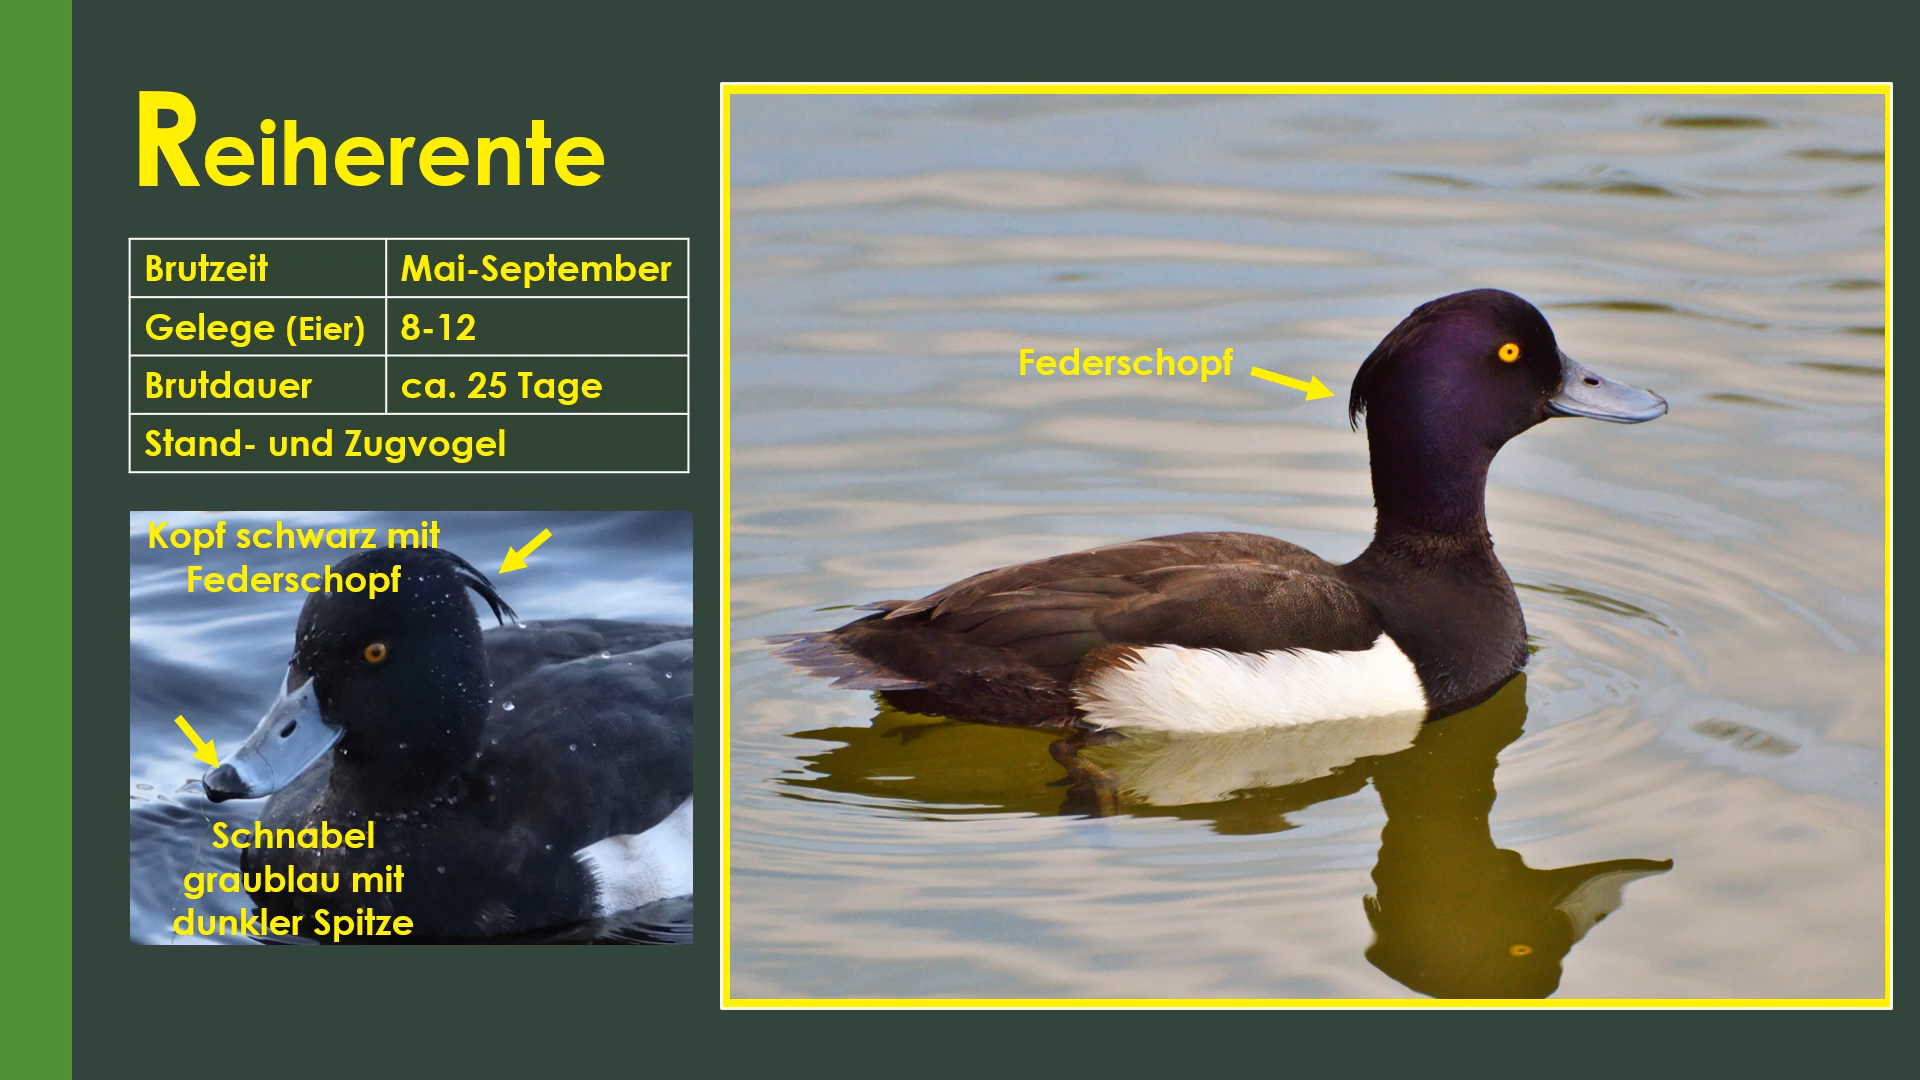 Reiherente
Brutzeit Mai-September
Gelege (Eier) 8-12
Brutdauer ca. 25 Tage
Stand- und Zugvogel
Kopf schwarz mit
Federschopf
Schnabel
graublau mit
dunkler Spitze
Federschopf